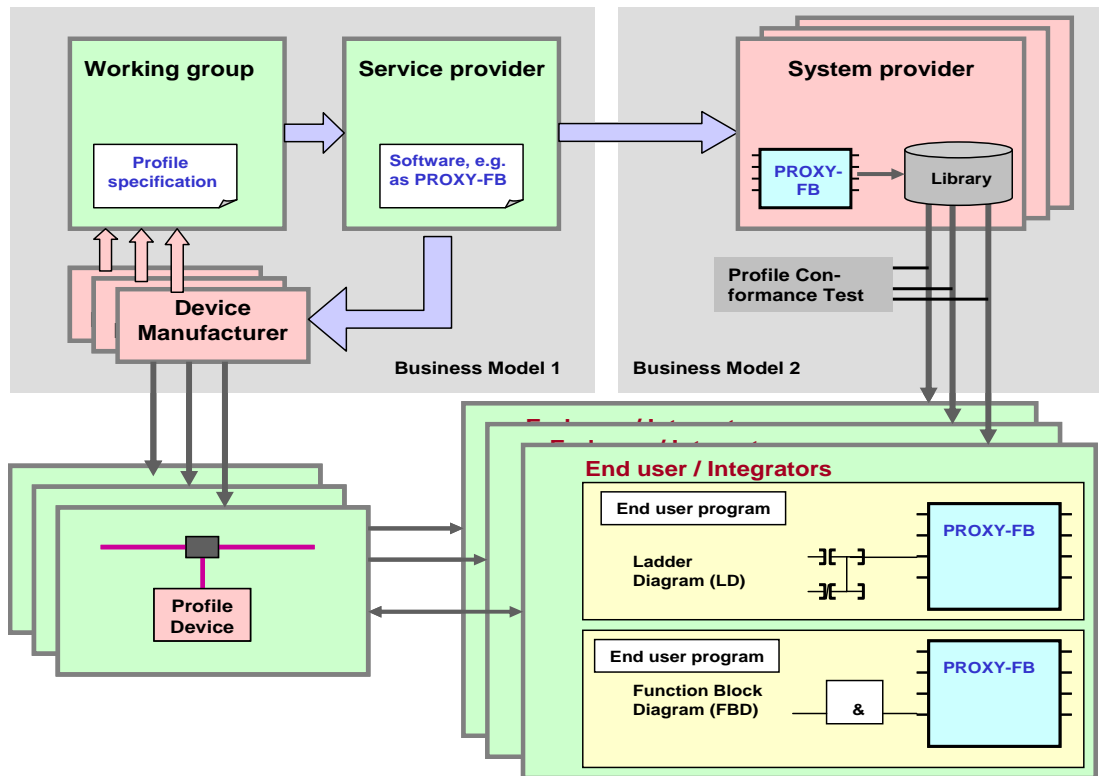 Working group
Profile
specification
Service provider
Software, e.g.
as PROXY-FB
System provider
PROXY-
FB
Library
Profile Con-
formance Test
Device
Manufacturer
Business Model 1
Business Model 2
End user / Integrators
End user program
PROXY-FB
Ladder
Diagram (LD)
End user program
PROXY-FB
Function Block
Diagram (FBD)
&
Profile
Device